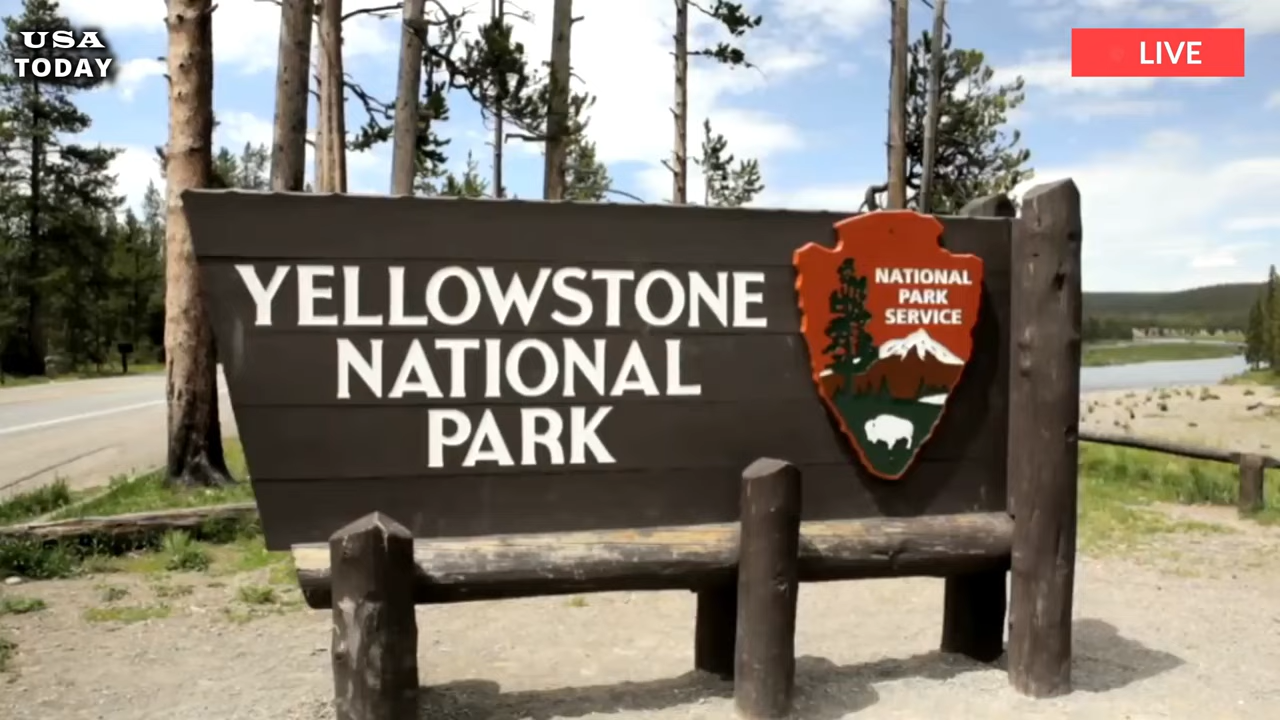 USA
TODAY
LIVE
YELLOWSTONE
NATIONAL
PARK
NATIONAL
PARK
SERVICE